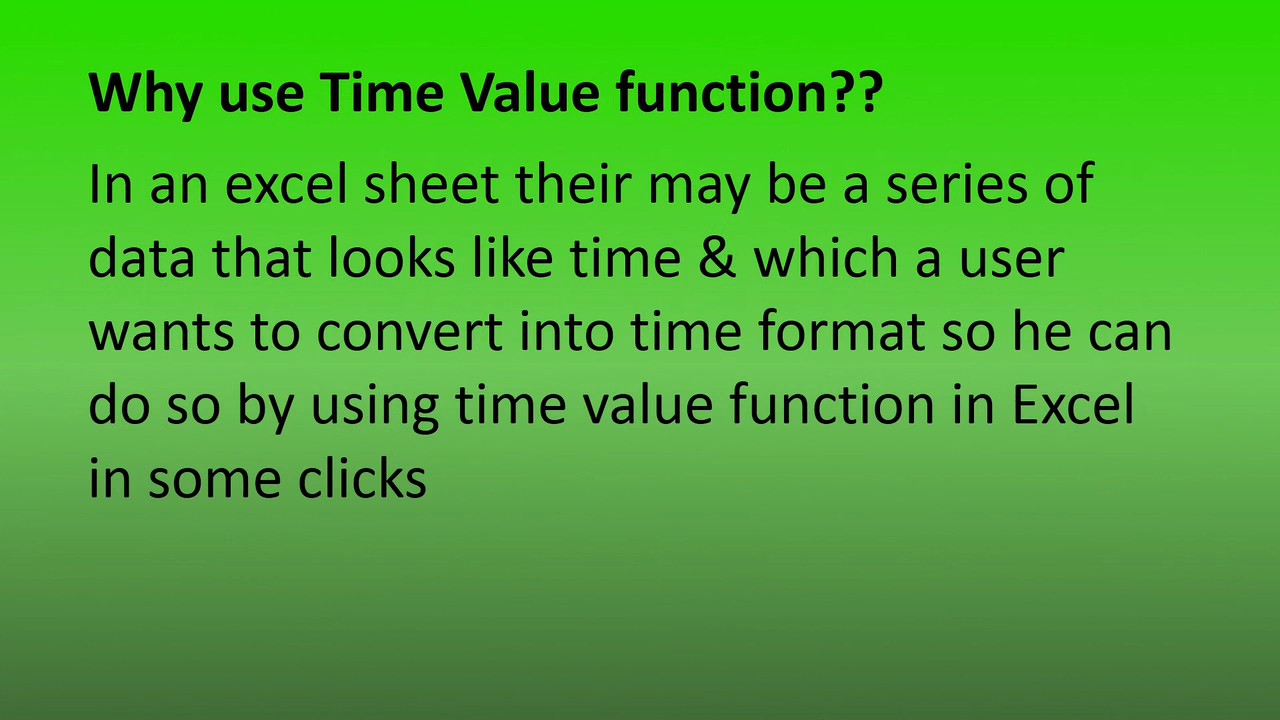 Why use Time Value function??
In an excel sheet their may be a series of
data that looks like time & which a user
wants to convert into time format so he can
do so by using time value function in Excel
in some clicks